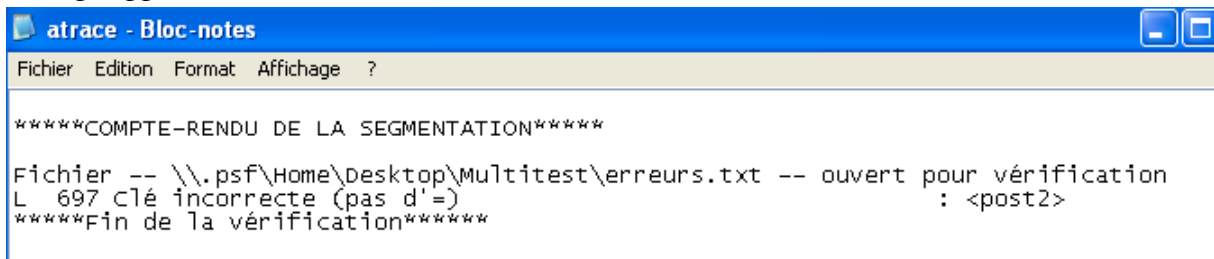 atrace - Bloc-notes
Fichier Edition Format Affichage ?
*****COMPTE-RENDU DE LA SEGMENTATION*****
Fichier -- \\.psf\Home\Desktop\Multitest\erreurs.txt -- ouvert pour vérification
L 697 Clé incorrecte (pas d'=) : <post2>
*****Fin de la vérification******